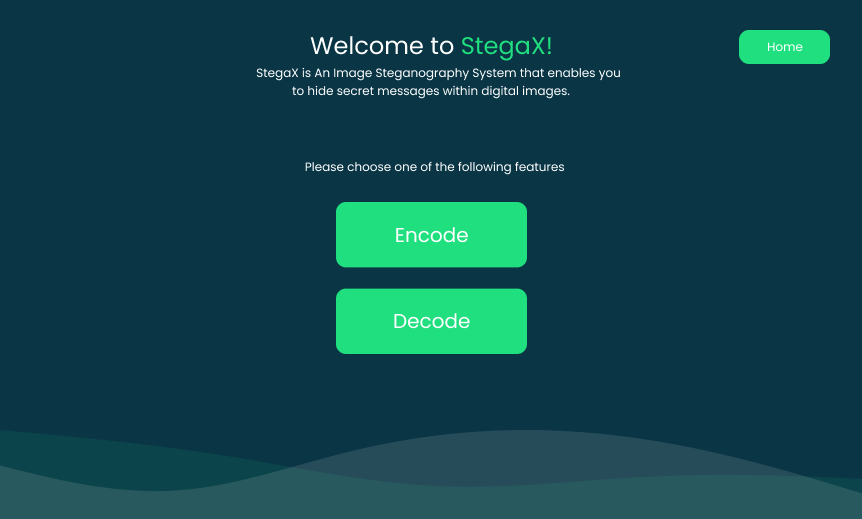 Welcome to StegaX!
Home
StegaX is An Image Steganography System that enables you
to hide secret messages within digital images.
Please choose one of the following features
Encode
Decode